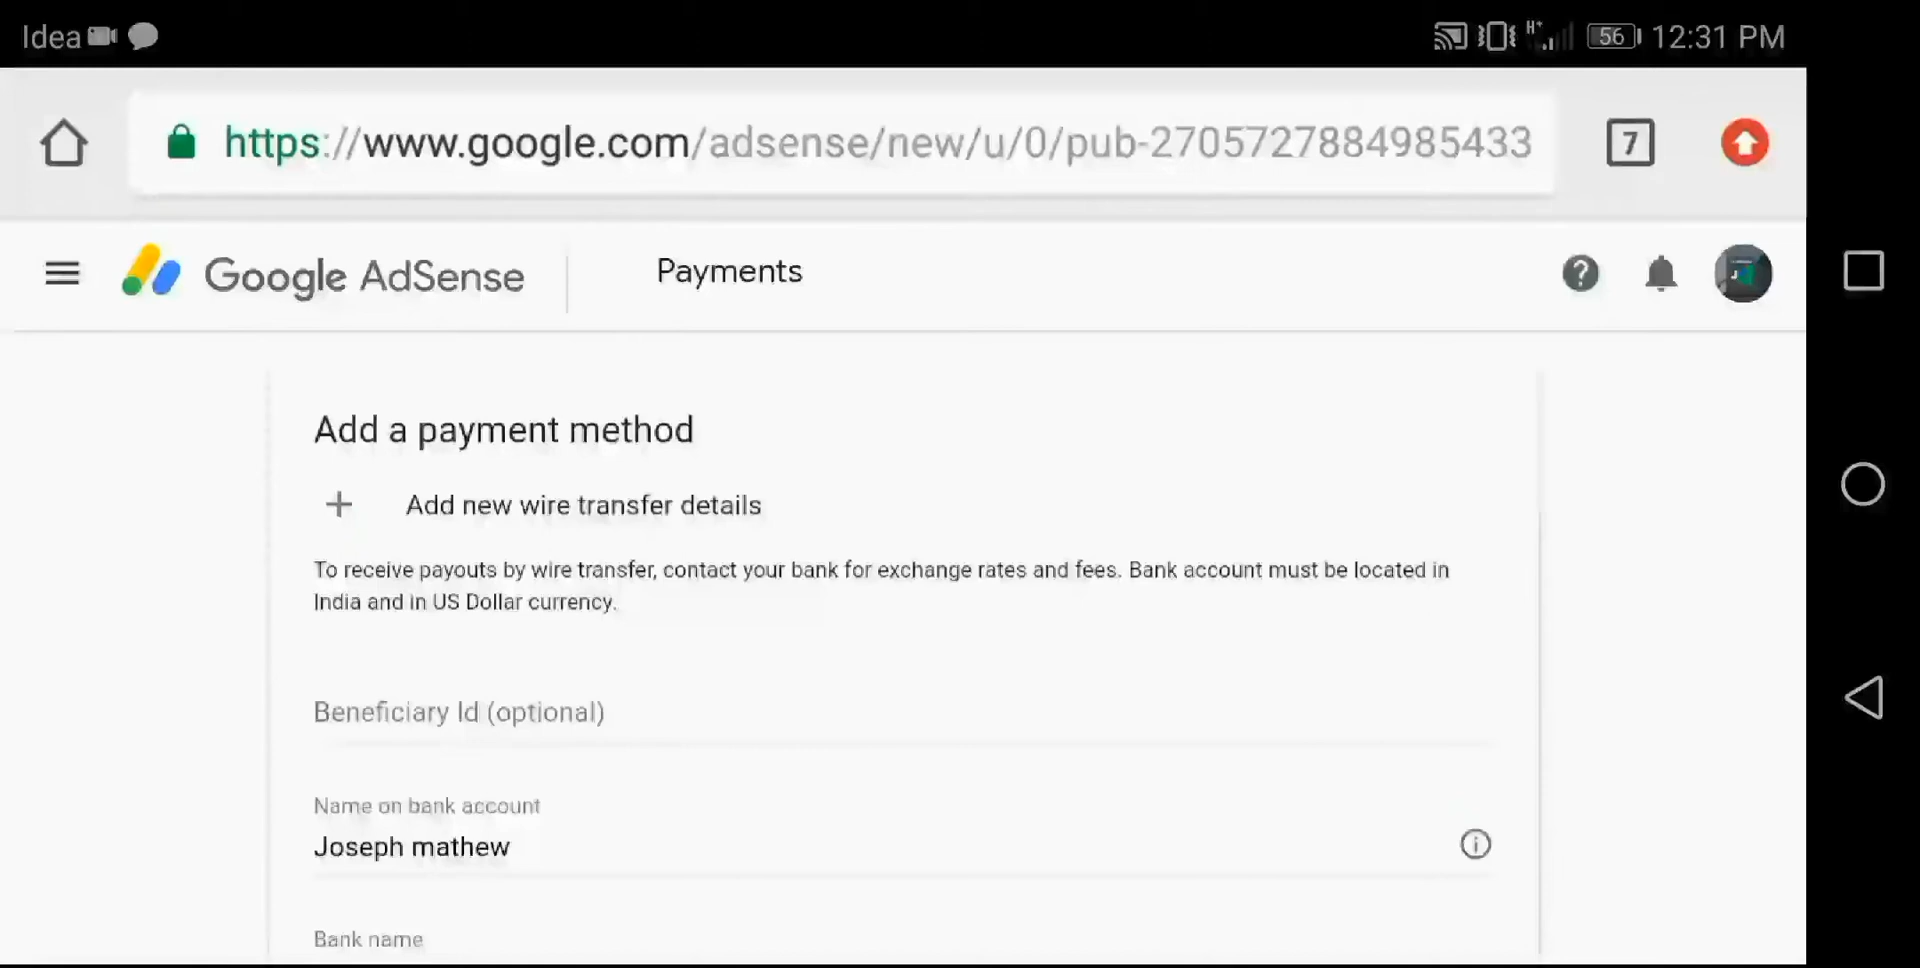 Idea
H+ 56 12:31 PM
https://www.google.com/adsense/new/u/0/pub-2705727884985433
7
Google AdSense
Payments
Add a payment method
+ Add new wire transfer details
To receive payouts by wire transfer, contact your bank for exchange rates and fees. Bank account must be located in
India and in US Dollar currency.
Beneficiary Id (optional)
Name on bank account
Joseph mathew
Bank name